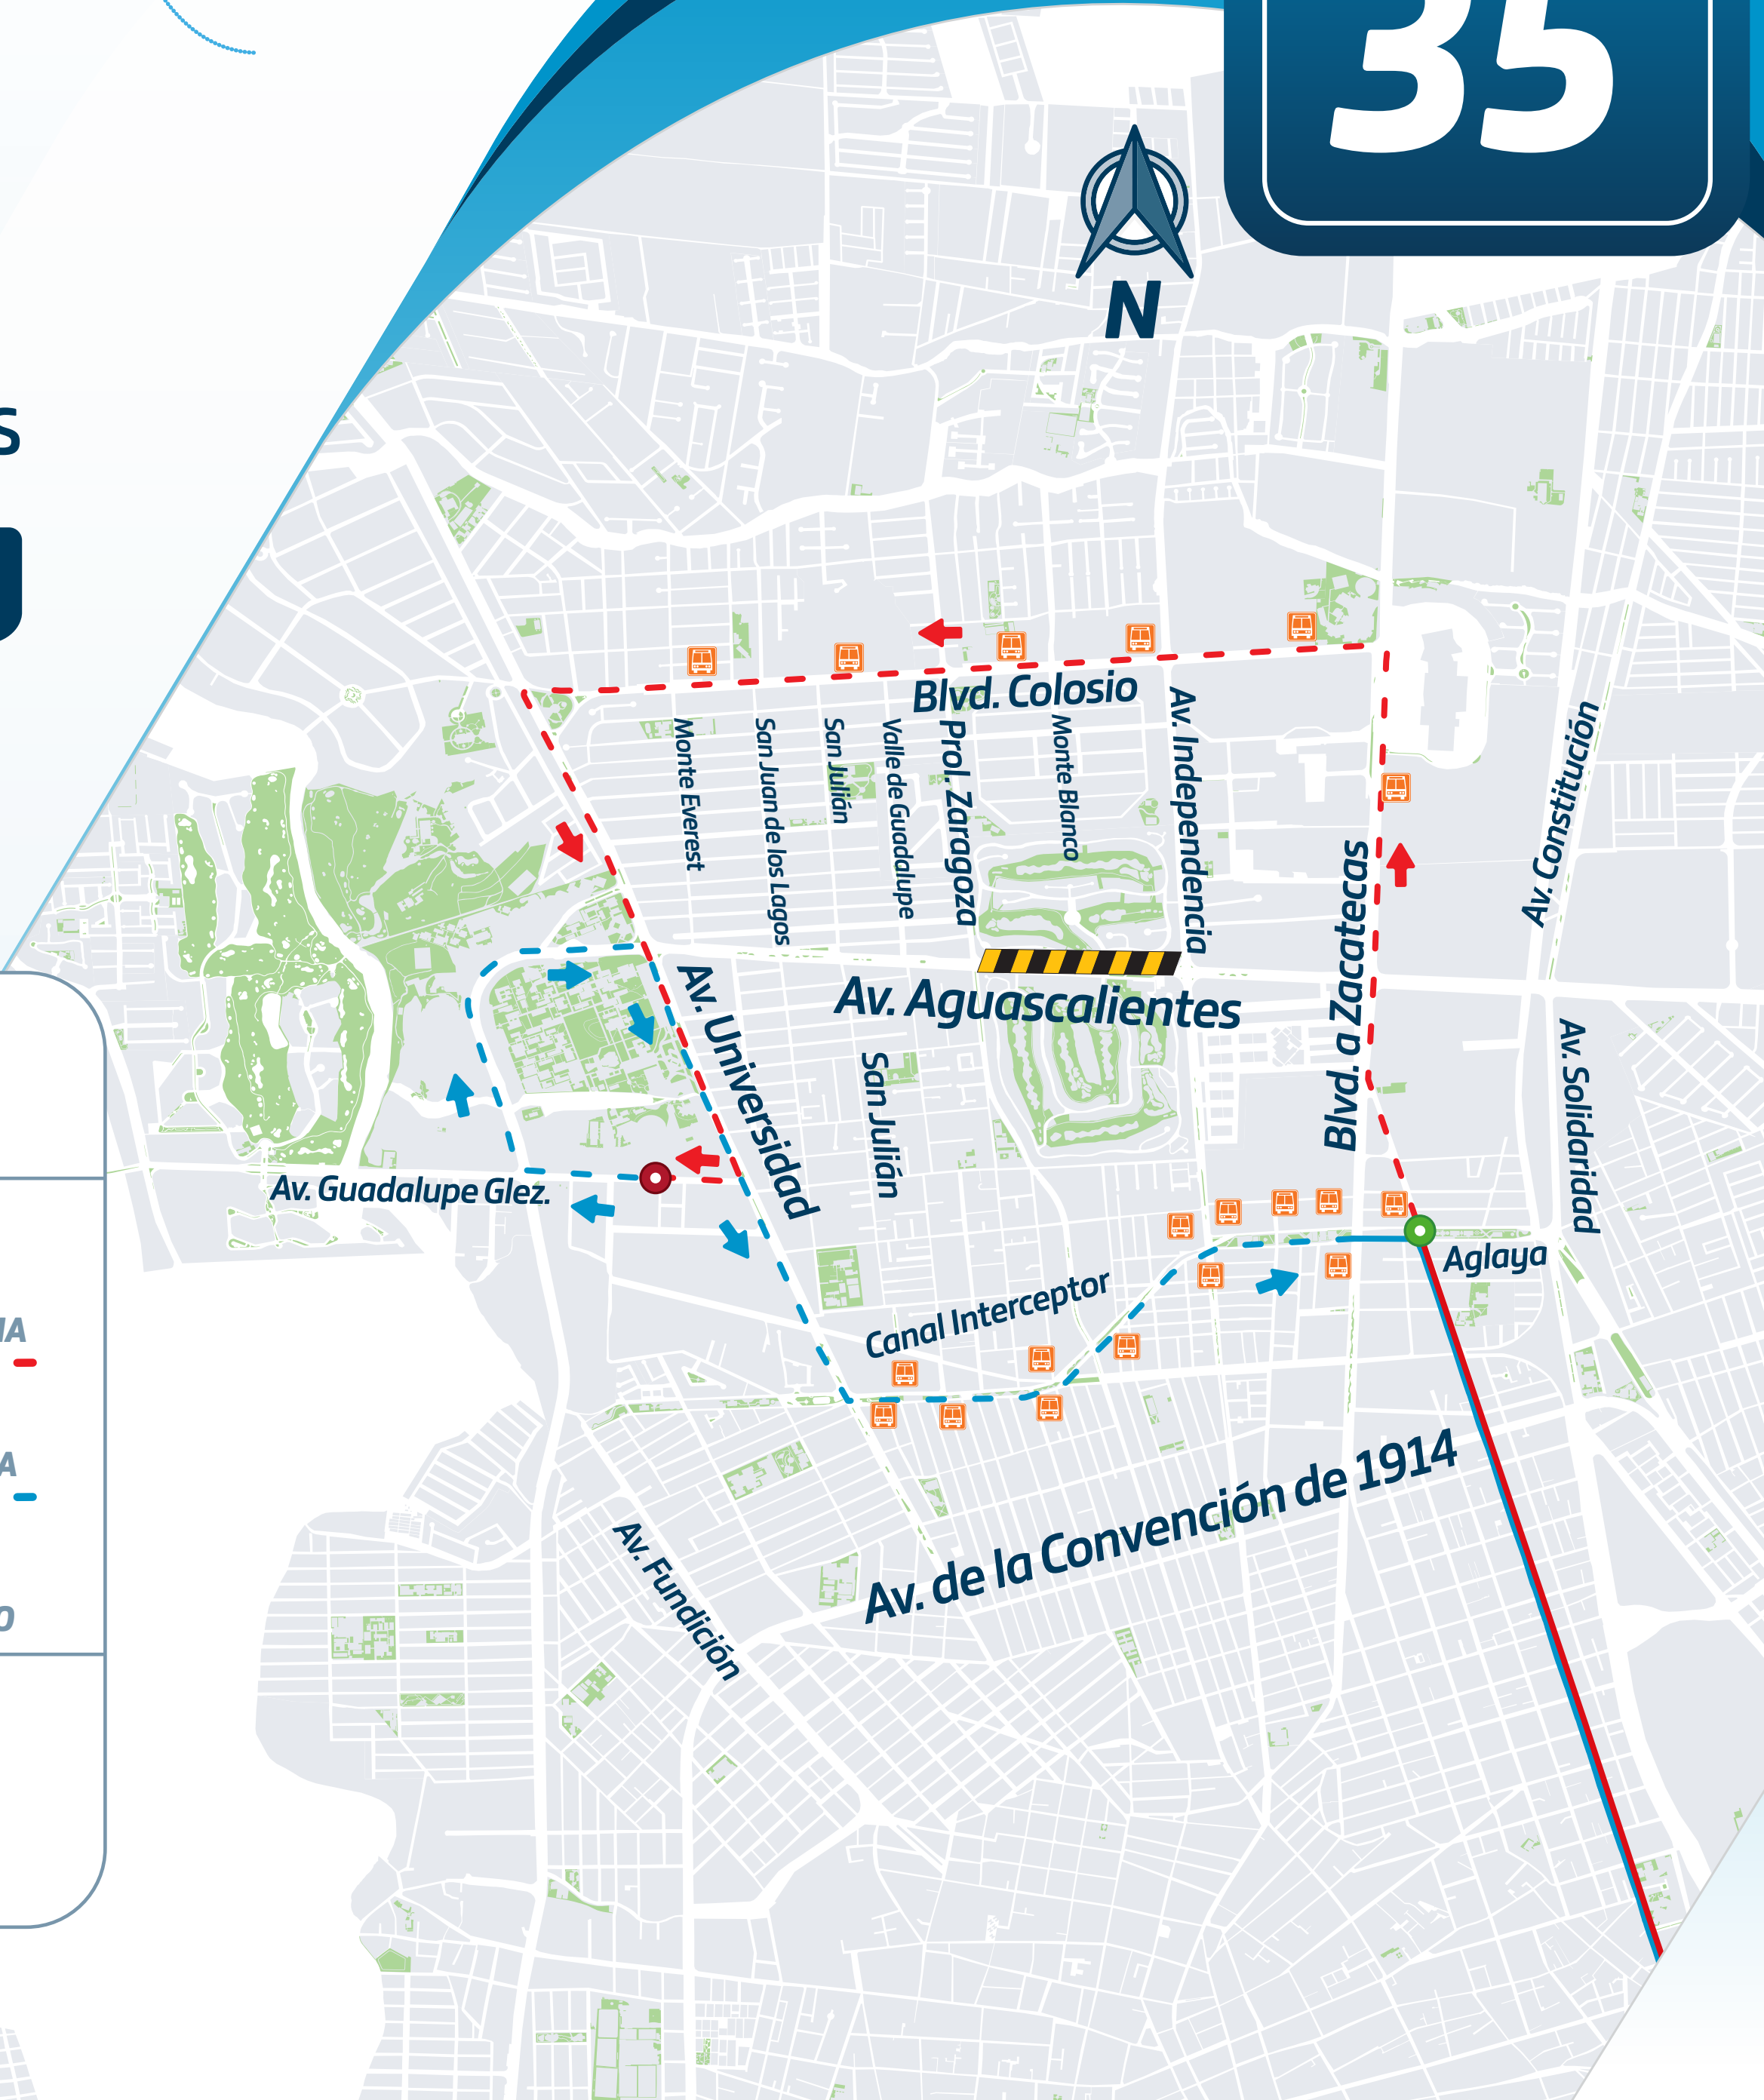 35
N
S
Blvd. Colosio
Monte Everest
San Juan de los Lagos
San Julián
Valle de Guadalupe
Prol. Zaragoza
Monte Blanco
Av. Independencia
Av. Constitución
Blvd. a Zacatecas
Av. Aguascalientes
Av. Universidad
San Julián
Av. Solidaridad
Av. Guadalupe Glez.
Aglaya
Canal Interceptor
Av. de la Convención de 1914
Av. Fundición
A
O